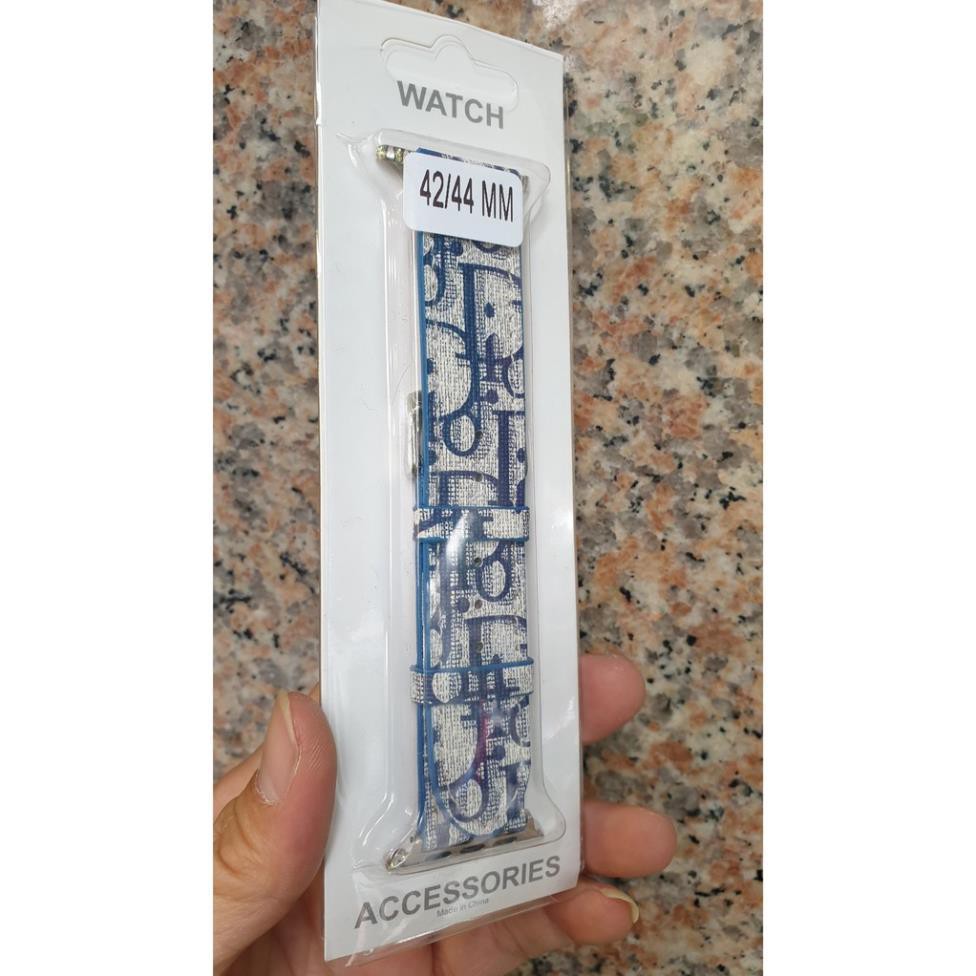 WATCH
42/44 MM
ACCESSORIES
Made in China